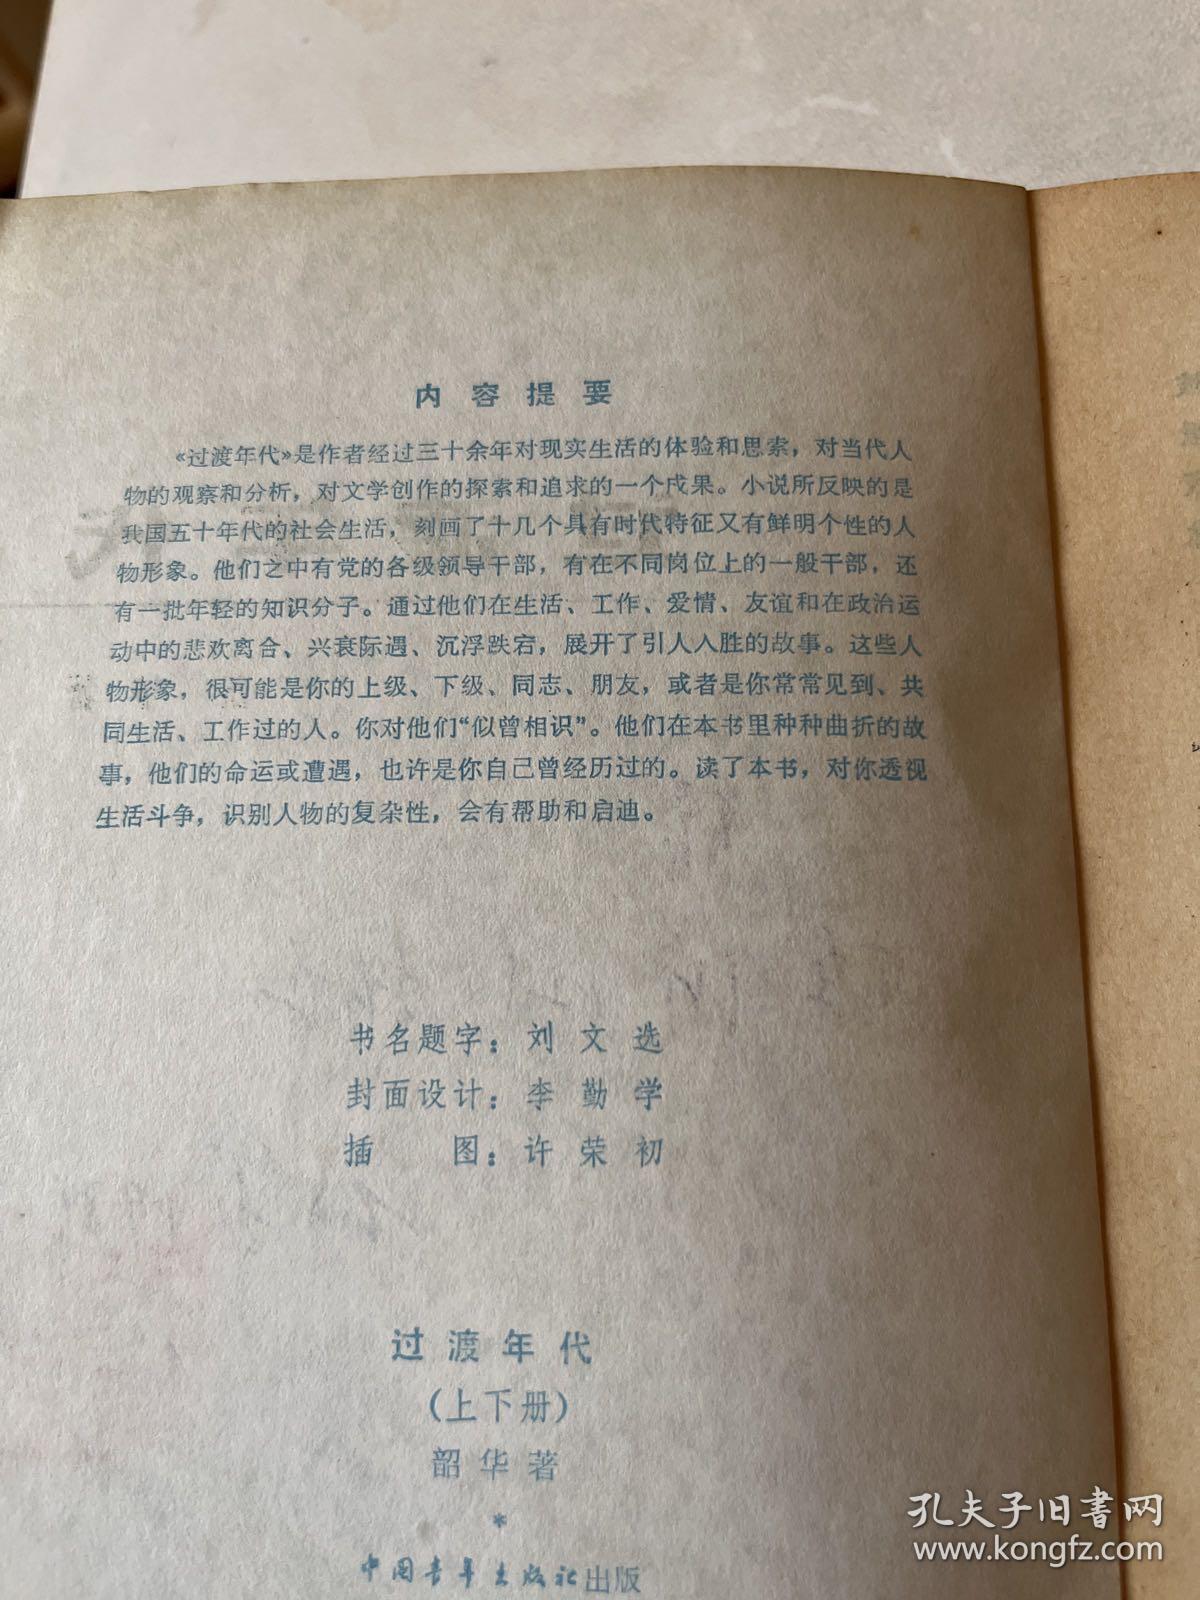 内容提要
《过渡年代》是作者经过三十余年对现实生活的体验和思索，对当代人
物的观察和分析，对文学创作的探索和追求的一个成果。小说所反映的是
我国五十年代的社会生活，刻画了十几个具有时代特征又有鲜明个性的人
物形象。他们之中有党的各级领导干部，有在不同岗位上的一般干部，还
有一批年轻的知识分子。通过他们在生活、工作、爱情、友谊和在政治运
动中的悲欢离合、兴衰际遇、沉浮跌宕，展开了引人入胜的故事。这些人
物形象，很可能是你的上级、下级、同志、朋友，或者是你常常见到、共
同生活、工作过的人。你对他们“似曾相识”。他们在本书里种种曲折的故
事，他们的命运或遭遇，也许是你自己曾经历过的。读了本书，对你透视
生活斗争，识别人物的复杂性，会有帮助和启迪。
书名题字：刘文选
封面设计：李勤学
插 图：许荣初
过渡年代
（上下册）
韶华著
*
中国青年出版社出版
孔夫子旧书网
www.kongfz.com